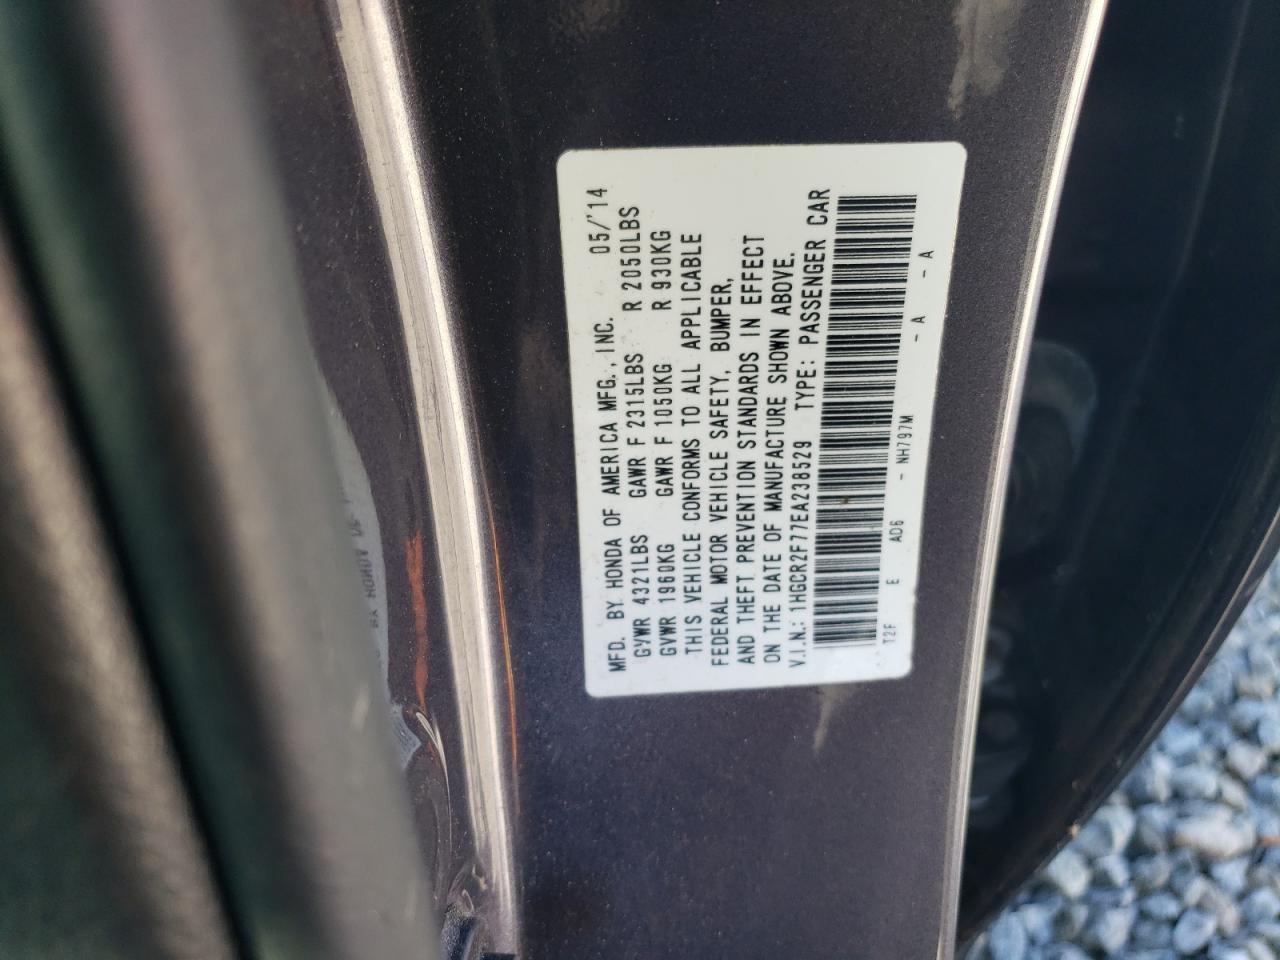 MFD. BY HONDA OF AMERICA MFG., INC. 05/'14
GVWR 4321LBS GAWR F 2315LBS R 2050LBS
GVWR 1960KG GAWR F 1050KG R 930KG
THIS VEHICLE CONFORMS TO ALL APPLICABLE
FEDERAL MOTOR VEHICLE SAFETY, BUMPER,
AND THEFT PREVENTION STANDARDS IN EFFECT
ON THE DATE OF MANUFACTURE SHOWN ABOVE.
V.I.N.: 1HGCR2F77EA238529 TYPE: PASSENGER CAR
T2F E AD6 - NH797M - A - A